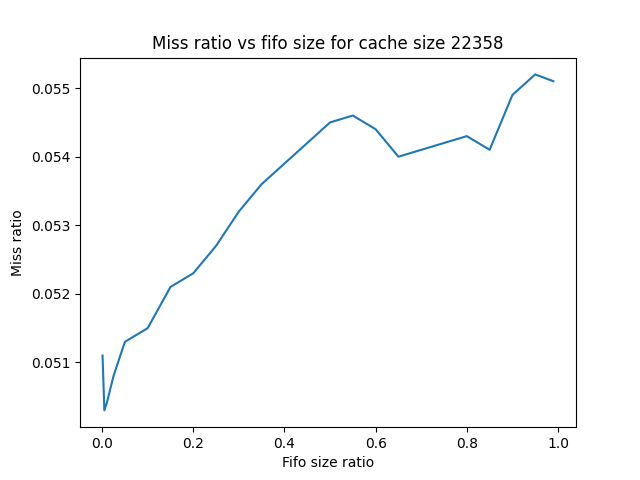 Miss ratio vs fifo size for cache size 22358
0.055
0.054
0.053
0.052
0.051
Miss ratio
0.0 0.2 0.4 0.6 0.8 1.0
Fifo size ratio